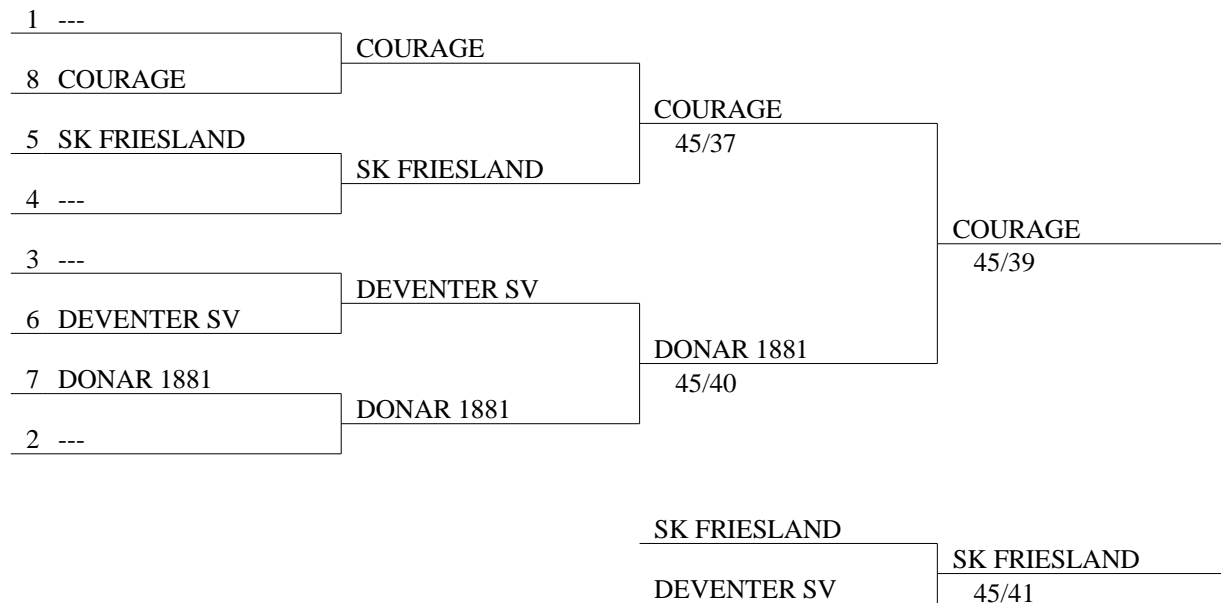 1 ---
COURAGE
8 COURAGE
COURAGE
45/37
5 SK FRIESLAND
SK FRIESLAND
4 ---
COURAGE
45/39
3 ---
DEVENTER SV
6 DEVENTER SV
DONAR 1881
45/40
7 DONAR 1881
DONAR 1881
2 ---
SK FRIESLAND
SK FRIESLAND
45/41
DEVENTER SV